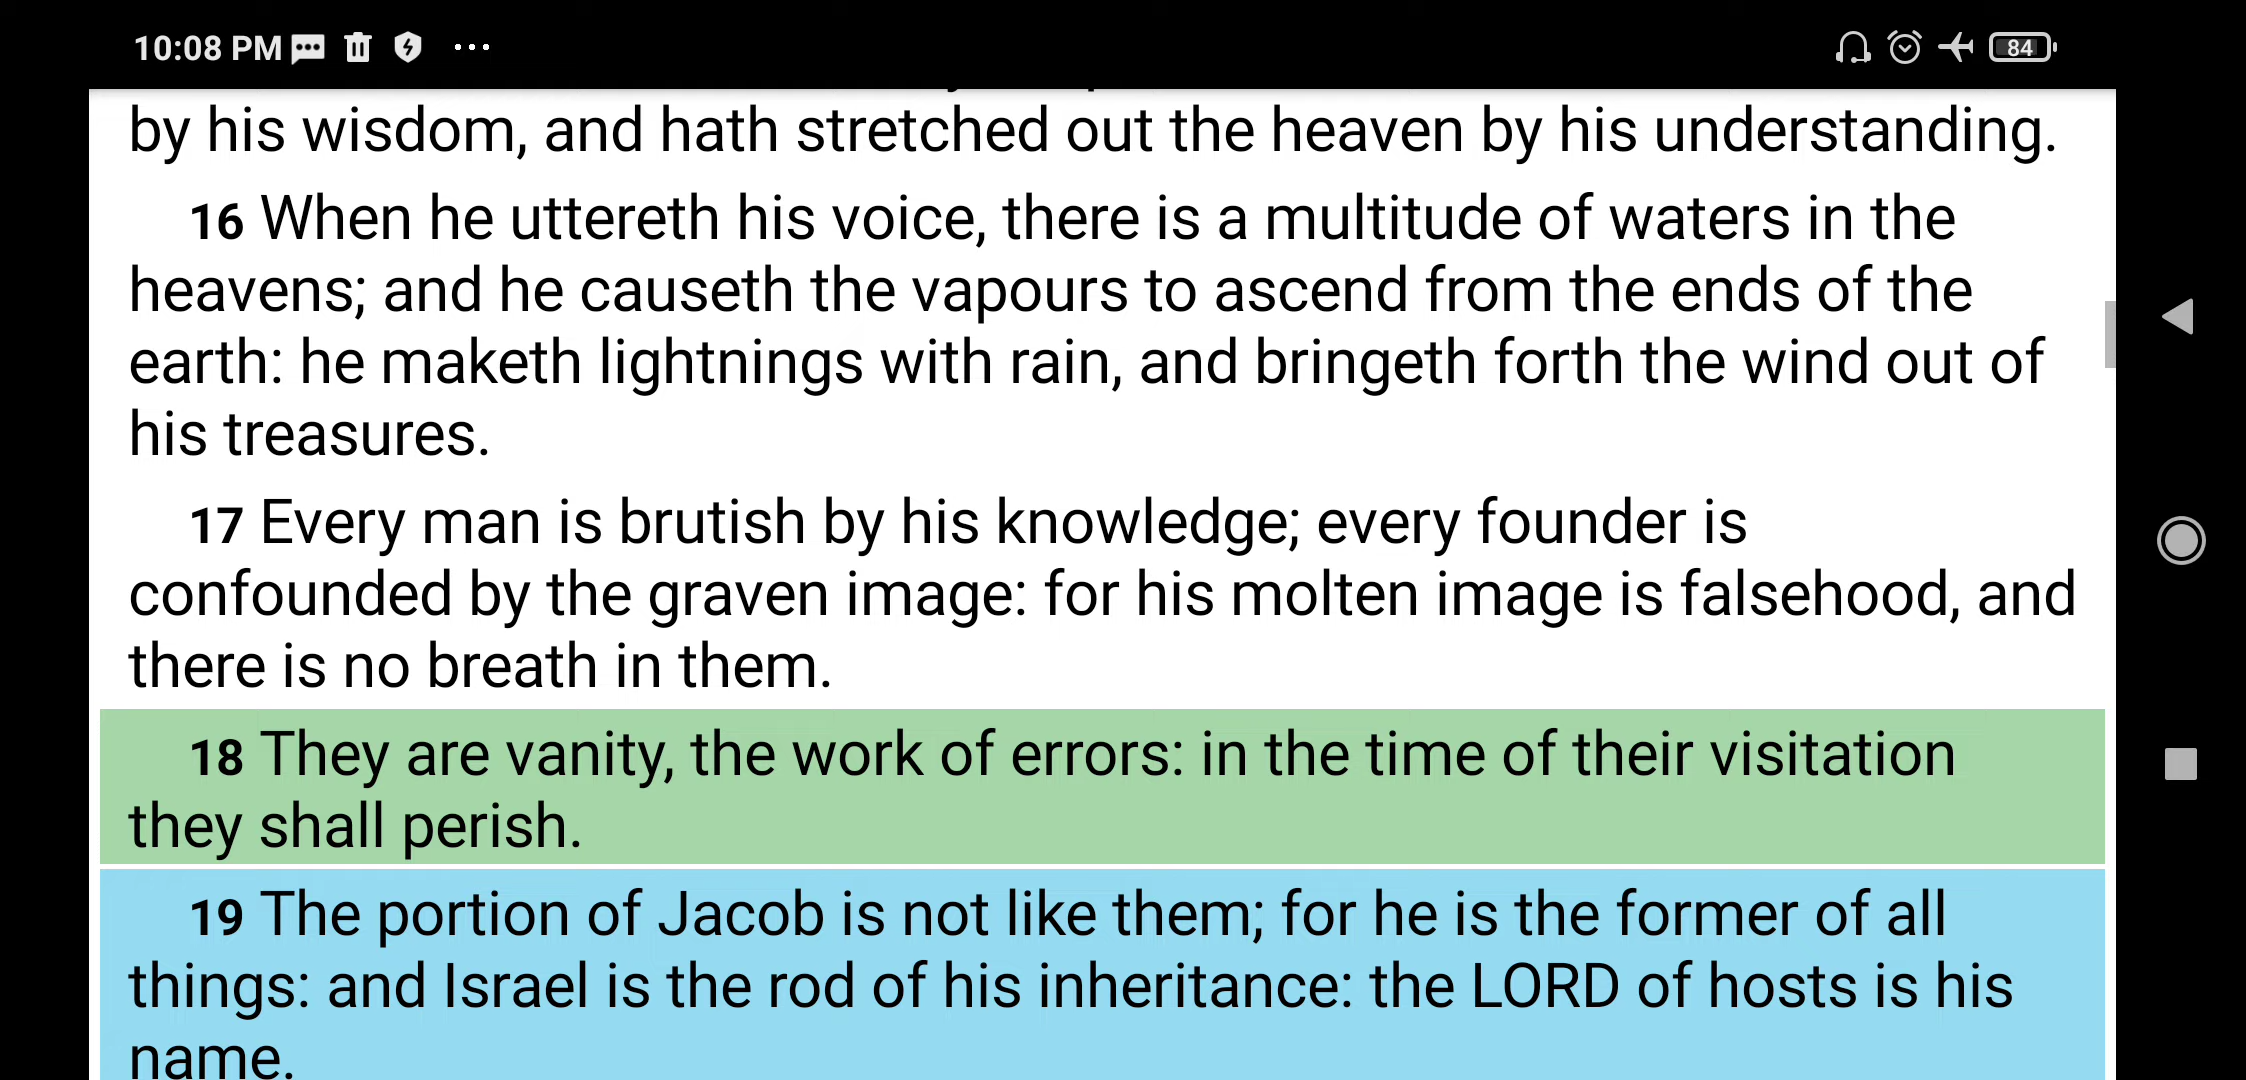 10:08 PM
84
by his wisdom, and hath stretched out the heaven by his understanding.
16 When he uttereth his voice, there is a multitude of waters in the
heavens; and he causeth the vapours to ascend from the ends of the
earth: he maketh lightnings with rain, and bringeth forth the wind out of
his treasures.
17 Every man is brutish by his knowledge; every founder is
confounded by the graven image: for his molten image is falsehood, and
there is no breath in them.
18 They are vanity, the work of errors: in the time of their visitation
they shall perish.
19 The portion of Jacob is not like them; for he is the former of all
things: and Israel is the rod of his inheritance: the LORD of hosts is his
name.